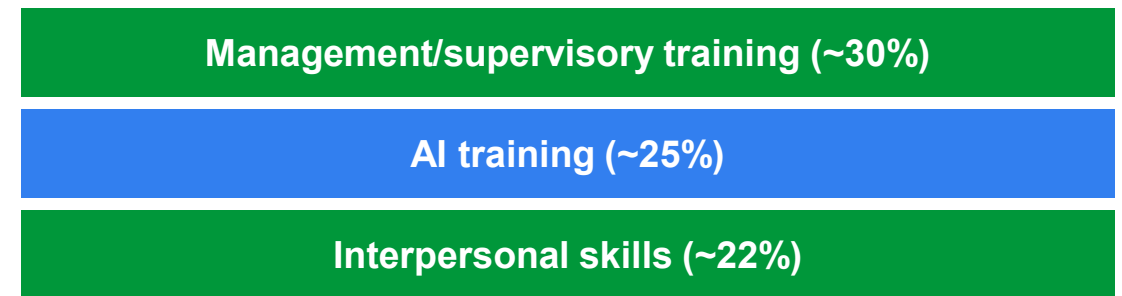 Management/supervisory training (~30%)
AI training (~25%)
Interpersonal skills (~22%)